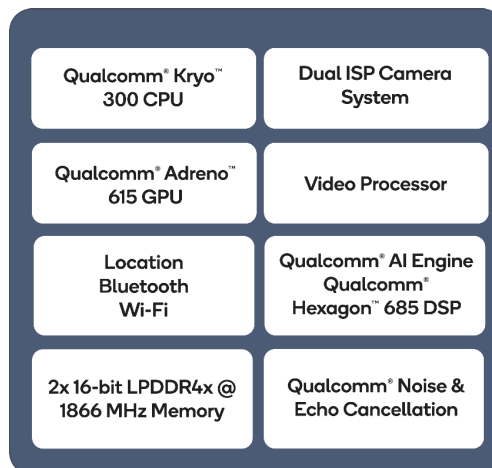 Qualcomm® Kryo™
300 CPU
Dual ISP Camera
System
Qualcomm® Adreno™
615 GPU
Video Processor
Location
Bluetooth
Wi-Fi
Qualcomm® AI Engine
Qualcomm®
Hexagon™ 685 DSP
2x 16-bit LPDDR4x @
1866 MHz Memory
Qualcomm® Noise &
Echo Cancellation